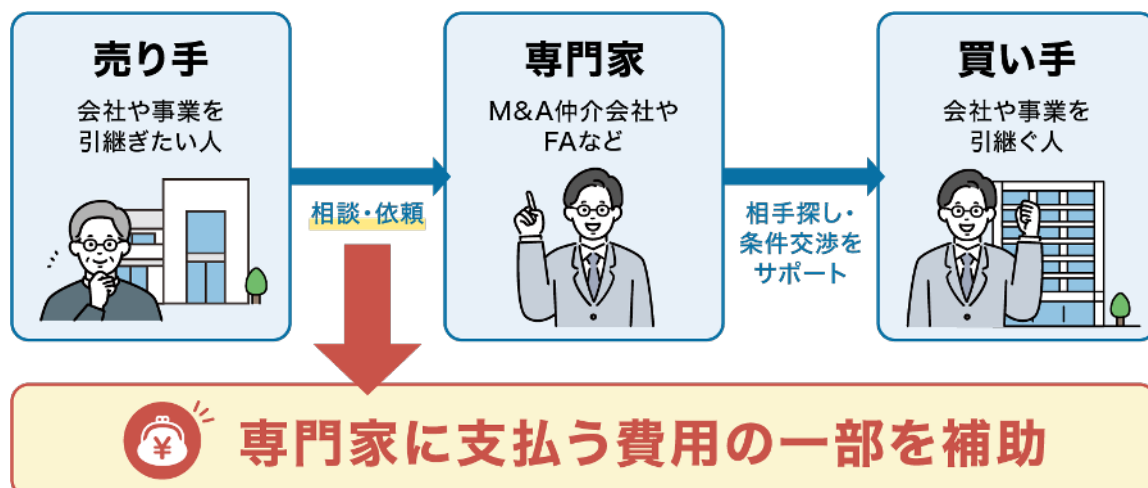 売り手
会社や事業を
引継ぎたい人
相談・依頼
専門家
M&A仲介会社や
FAなど
相手探し・
条件交渉を
サポート
買い手
会社や事業を
引継ぐ人
¥
専門家に支払う費用の一部を補助